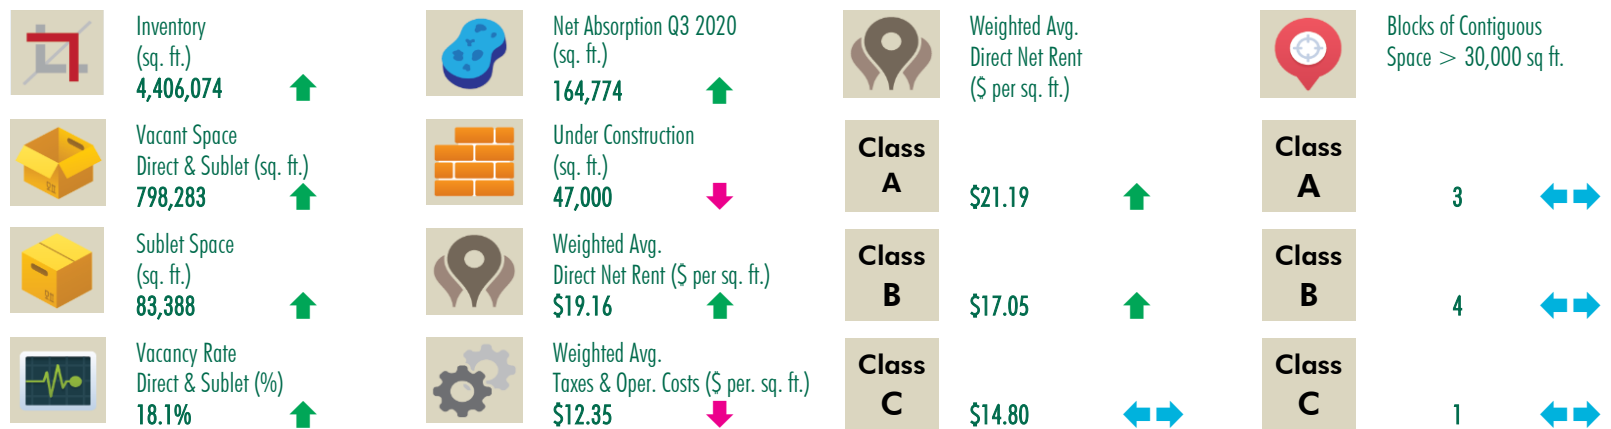 Inventory
(sq. ft.)
4,406,074
Vacant Space
Direct & Sublet (sq. ft.)
798,283
Sublet Space
(sq. ft.)
83,388
Vacancy Rate
Direct & Sublet (%)
18.1%
Net Absorption Q3 2020
(sq. ft.)
164,774
Under Construction
(sq. ft.)
47,000
Weighted Avg.
Direct Net Rent ($ per sq. ft.)
$19.16
Weighted Avg.
Taxes & Oper. Costs ($ per. sq. ft.)
$12.35
Weighted Avg.
Direct Net Rent
($ per sq. ft.)
Class
A
$21.19
Class
B
$17.05
Class
C
$14.80
Blocks of Contiguous
Space > 30,000 sq ft.
Class
A
3
Class
B
4
Class
C
1